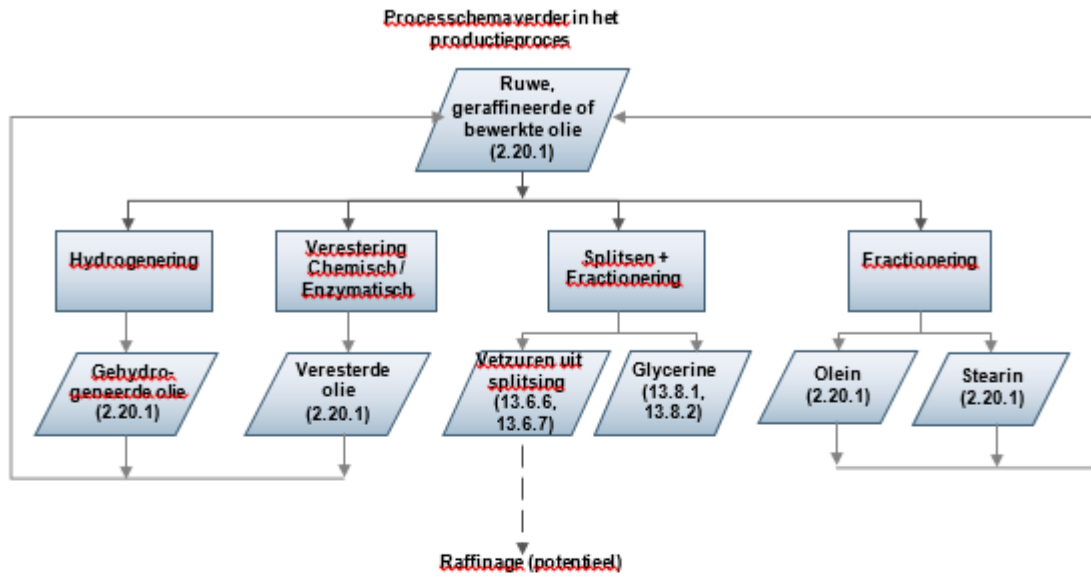 Processchema verder in het
productieproces
Ruwe,
geraffineerde of
bewerkte olie
(2.20.1)
Hydrogenering
Verestering
Chemisch /
Enzymatisch
Splitsen +
Fractionering
Fractionering
Gehydro-
geneerde olie
(2.20.1)
Veresterde
olie
(2.20.1)
Vetzuren uit
splitsing
(13.6.6,
13.6.7)
Glycerine
(13.8.1,
13.8.2)
Olein
(2.20.1)
Stearin
(2.20.1)
Raffinage (potentieel)